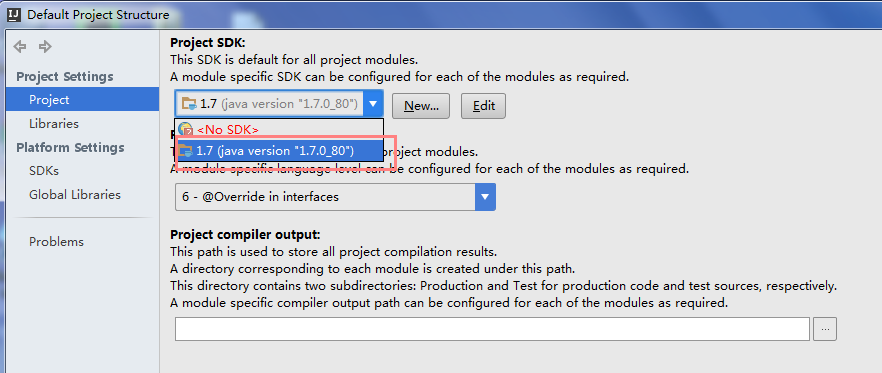 Default Project Structure
Project Settings
Project
Libraries
Platform Settings
SDKs
Global Libraries
Problems
Project SDK:
This SDK is default for all project modules.
A module specific SDK can be configured for each of the modules as required.
1.7 (java version "1.7.0_80")
New...
Edit
<No SDK>
1.7 (java version "1.7.0_80")
project modules.
A module specific language level can be configured for each of the modules as required.
6 - @Override in interfaces
Project compiler output:
This path is used to store all project compilation results.
A directory corresponding to each module is created under this path.
This directory contains two subdirectories: Production and Test for production code and test sources, respectively.
A module specific compiler output path can be configured for each of the modules as required.
...